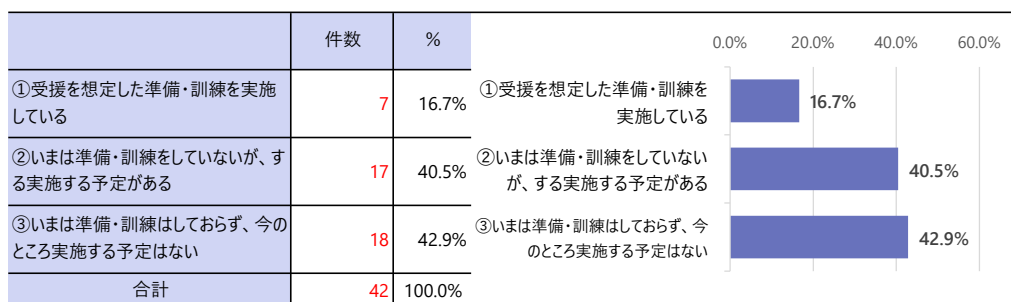 件数 %
①受援を想定した準備・訓練を実施
している
7 16.7%
②いまは準備・訓練をしていないが、す
る実施する予定がある
17 40.5%
③いまは準備・訓練はしておらず、今の
ところ実施する予定はない
18 42.9%
合計 42 100.0%
0.0% 20.0% 40.0% 60.0%
①受援を想定した準備・訓練を
実施している
16.7%
②いまは準備・訓練をしていない
が、する実施する予定がある
40.5%
③いまは準備・訓練はしておらず、今
のところ実施する予定はない
42.9%